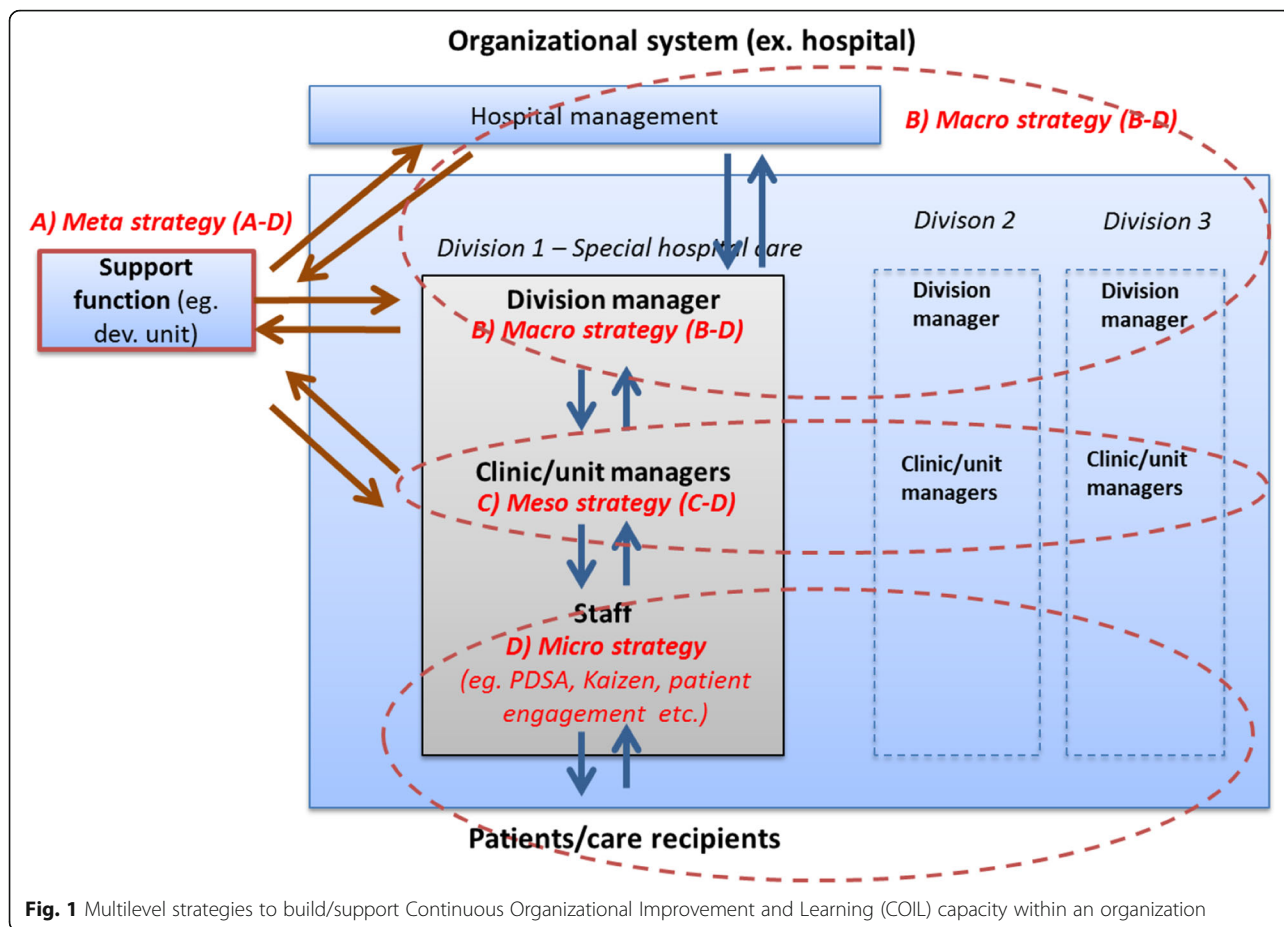 Organizational system (ex. hospital)
Hospital management
B) Macro strategy (B-D)
A) Meta strategy (A-D)
Support
function (eg.
dev. unit)
Division 1 – Special hospital care
Divison 2
Division 3
Division manager
B) Macro strategy (B-D)
Division
manager
Division
manager
Clinic/unit managers
C) Meso strategy (C-D)
Clinic/unit
managers
Clinic/unit
managers
Staff
D) Micro strategy
(eg. PDSA, Kaizen, patient
engagement etc.)
Patients/care recipients
Fig. 1 Multilevel strategies to build/support Continuous Organizational Improvement and Learning (COIL) capacity within an organization